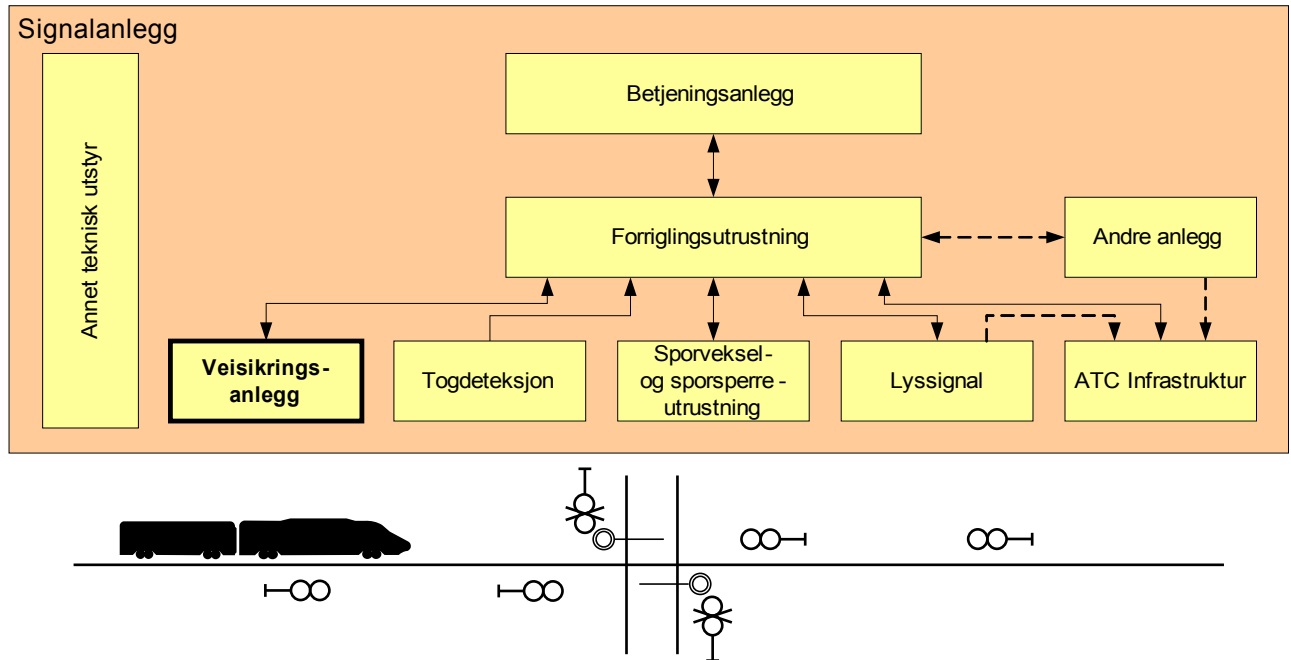 Signalanlegg
Annet teknisk utstyr
Betjeningsanlegg
Forriglingsutrustning
Andre anlegg
Veisikrings-
anlegg
Togdeteksjon
Sporveksel-
og sporsperre-
utrustning
Lyssignal
ATC Infrastruktur